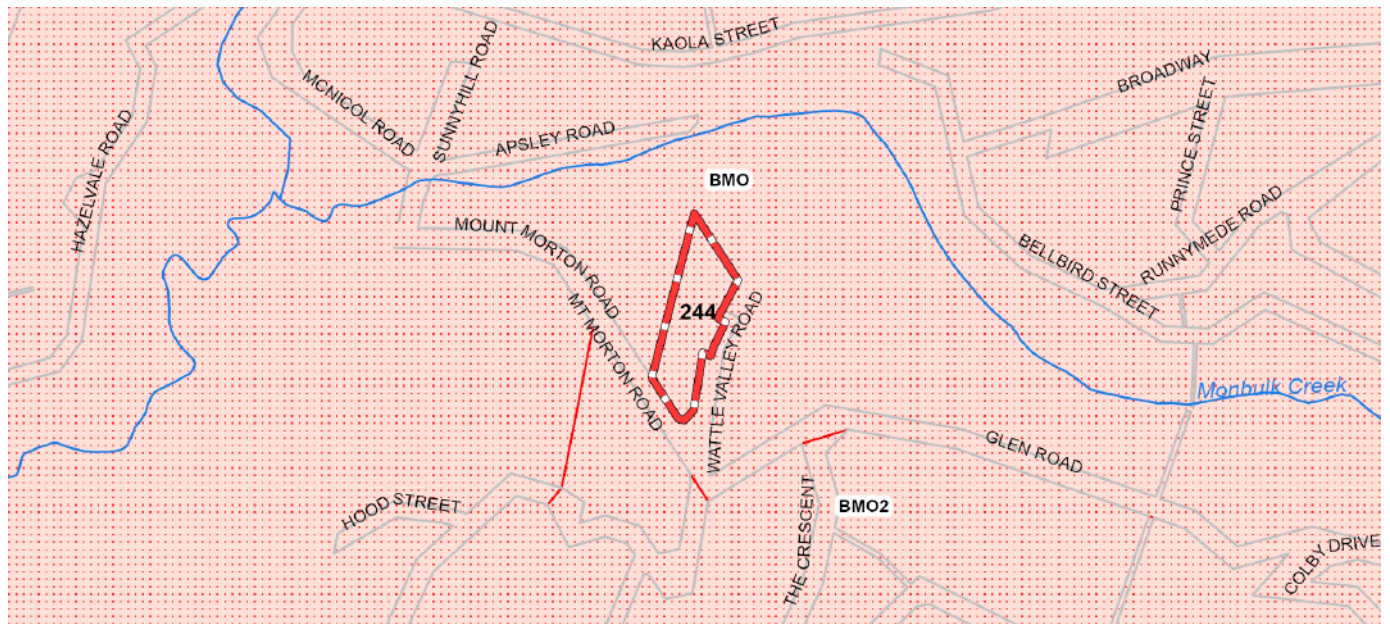 KAOLA STREET
BROADWAY
SUNNYHILL ROAD
MCNICOL ROAD
HAZELVALE ROAD
APSLEY ROAD
PRINCE STREET
BMO
MOUNT MORTON ROAD
RUNNYMEDE ROAD
BELLBIRD STREET
244
MT MORTON ROAD
WATTLE VALLEY ROAD
Monbulk Creek
GLEN ROAD
HOOD STREET
THE CRESCENT
BMO2
COLBY DRIVE